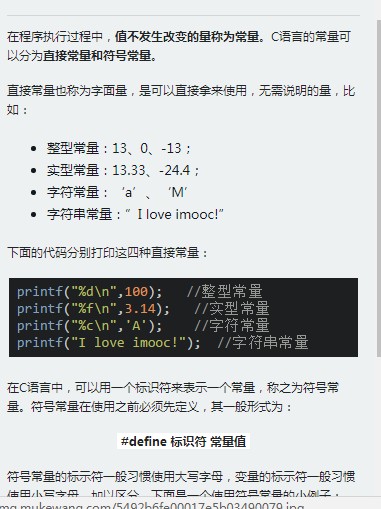 在程序执行过程中，值不发生改变的量称为常量。C语言的常量可
以分为直接常量和符号常量。
直接常量也称为字面量，是可以直接拿来使用，无需说明的量，比
如：
整型常量：13、0、-13；
实型常量：13.33、-24.4；
字符常量：‘a’、‘M’
字符串常量：”I love imooc!”
下面的代码分别打印这四种直接常量：
printf("%d\n",100); //整型常量
printf("%f\n",3.14); //实型常量
printf("%c\n",'A'); //字符常量
printf("I love imooc!"); //字符串常量
在C语言中，可以用一个标识符来表示一个常量，称之为符号常
量。符号常量在使用之前必须先定义，其一般形式为：
#define 标识符 常量值
符号常量的标示符一般习惯使用大写字母，变量的标示符一般习惯
使用小写字母，加以区分。下面是一个使用符号常量的小例子：
mg.mukewang.com/5492b6fe00017e5b03490079.jpg